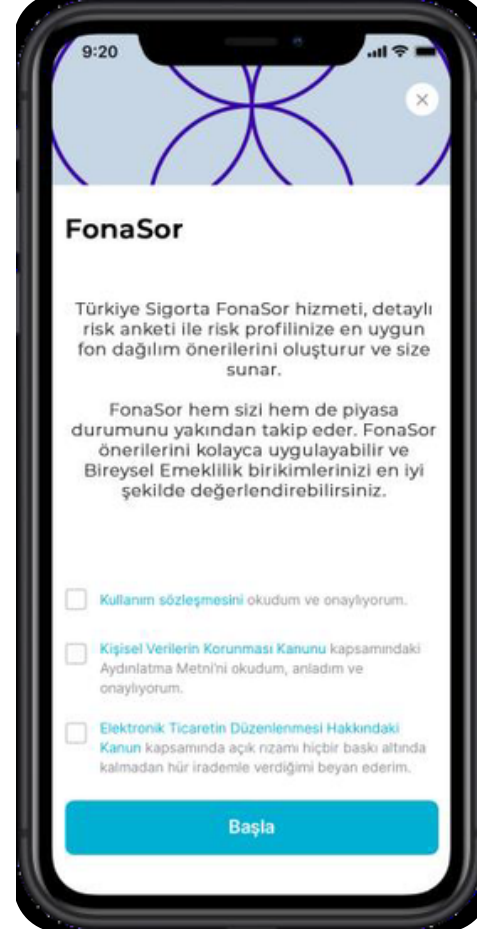 9:20
FonaSor
Türkiye Sigorta FonaSor hizmeti, detaylı
risk anketi ile risk profilinize en uygun
fon dağılım önerilerini oluşturur ve size
sunar.
FonaSor hem sizi hem de piyasa
durumunu yakından takip eder. FonaSor
önerilerini kolayca uygulayabilir ve
Bireysel Emeklilik birikimlerinizi en iyi
şekilde değerlendirebilirsiniz.
Kullanım sözleşmesini okudum ve onaylıyorum.
Kişisel Verilerin Korunması Kanunu kapsamındaki
Aydınlatma Metni'ni okudum, anladım ve
onaylıyorum.
Elektronik Ticaretin Düzenlenmesi Hakkındaki
Kanun kapsamında açık rızamı hiçbir baskı altında
kalmadan hür irademle verdiğimi beyan ederim.
Başla